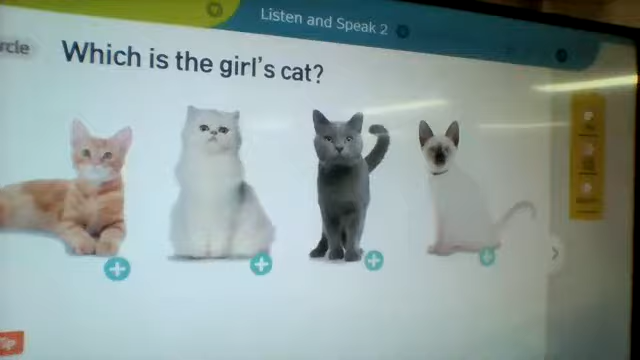 Listen and Speak 2
rcle
Which is the girl's cat?